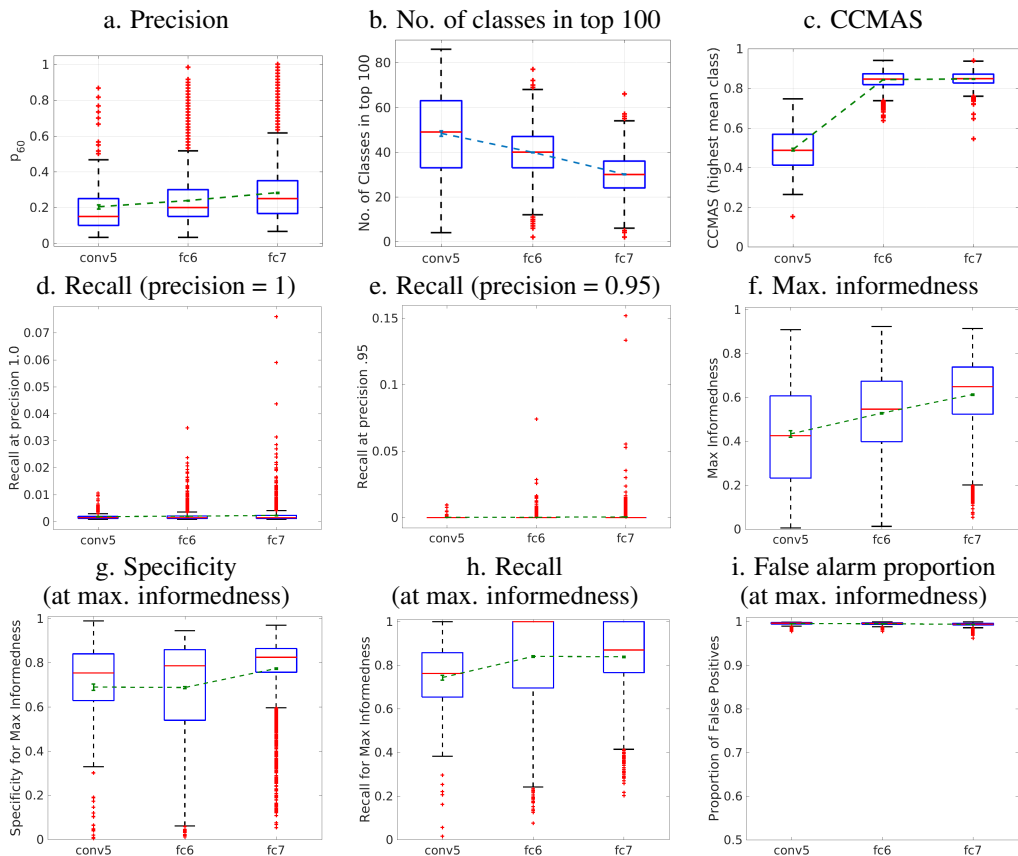 a. Precision
b. No. of classes in top 100
c. CCMAS
p60
1
0.8
0.6
0.4
0.2
0
conv5
fc6
fc7
No. of Classes in top 100
80
60
40
20
0
conv5
fc6
fc7
CCMAS (highest mean class)
1
0.8
0.6
0.4
0.2
0
conv5
fc6
fc7
d. Recall (precision = 1)
e. Recall (precision = 0.95)
f. Max. informedness
Recall at precision 1.0
0.07
0.06
0.05
0.04
0.03
0.02
0.01
0
conv5
fc6
fc7
Recall at precision .95
0.15
0.1
0.05
0
conv5
fc6
fc7
Max Informedness
1
0.8
0.6
0.4
0.2
0
conv5
fc6
fc7
g. Specificity
(at max. informedness)
h. Recall
(at max. informedness)
i. False alarm proportion
(at max. informedness)
Specificity for Max Informedness
1
0.8
0.6
0.4
0.2
0
conv5
fc6
fc7
Recall for Max Informedness
1
0.8
0.6
0.4
0.2
0
conv5
fc6
fc7
Proportion of False Positives
1
0.9
0.8
0.7
0.6
0.5
conv5
fc6
fc7